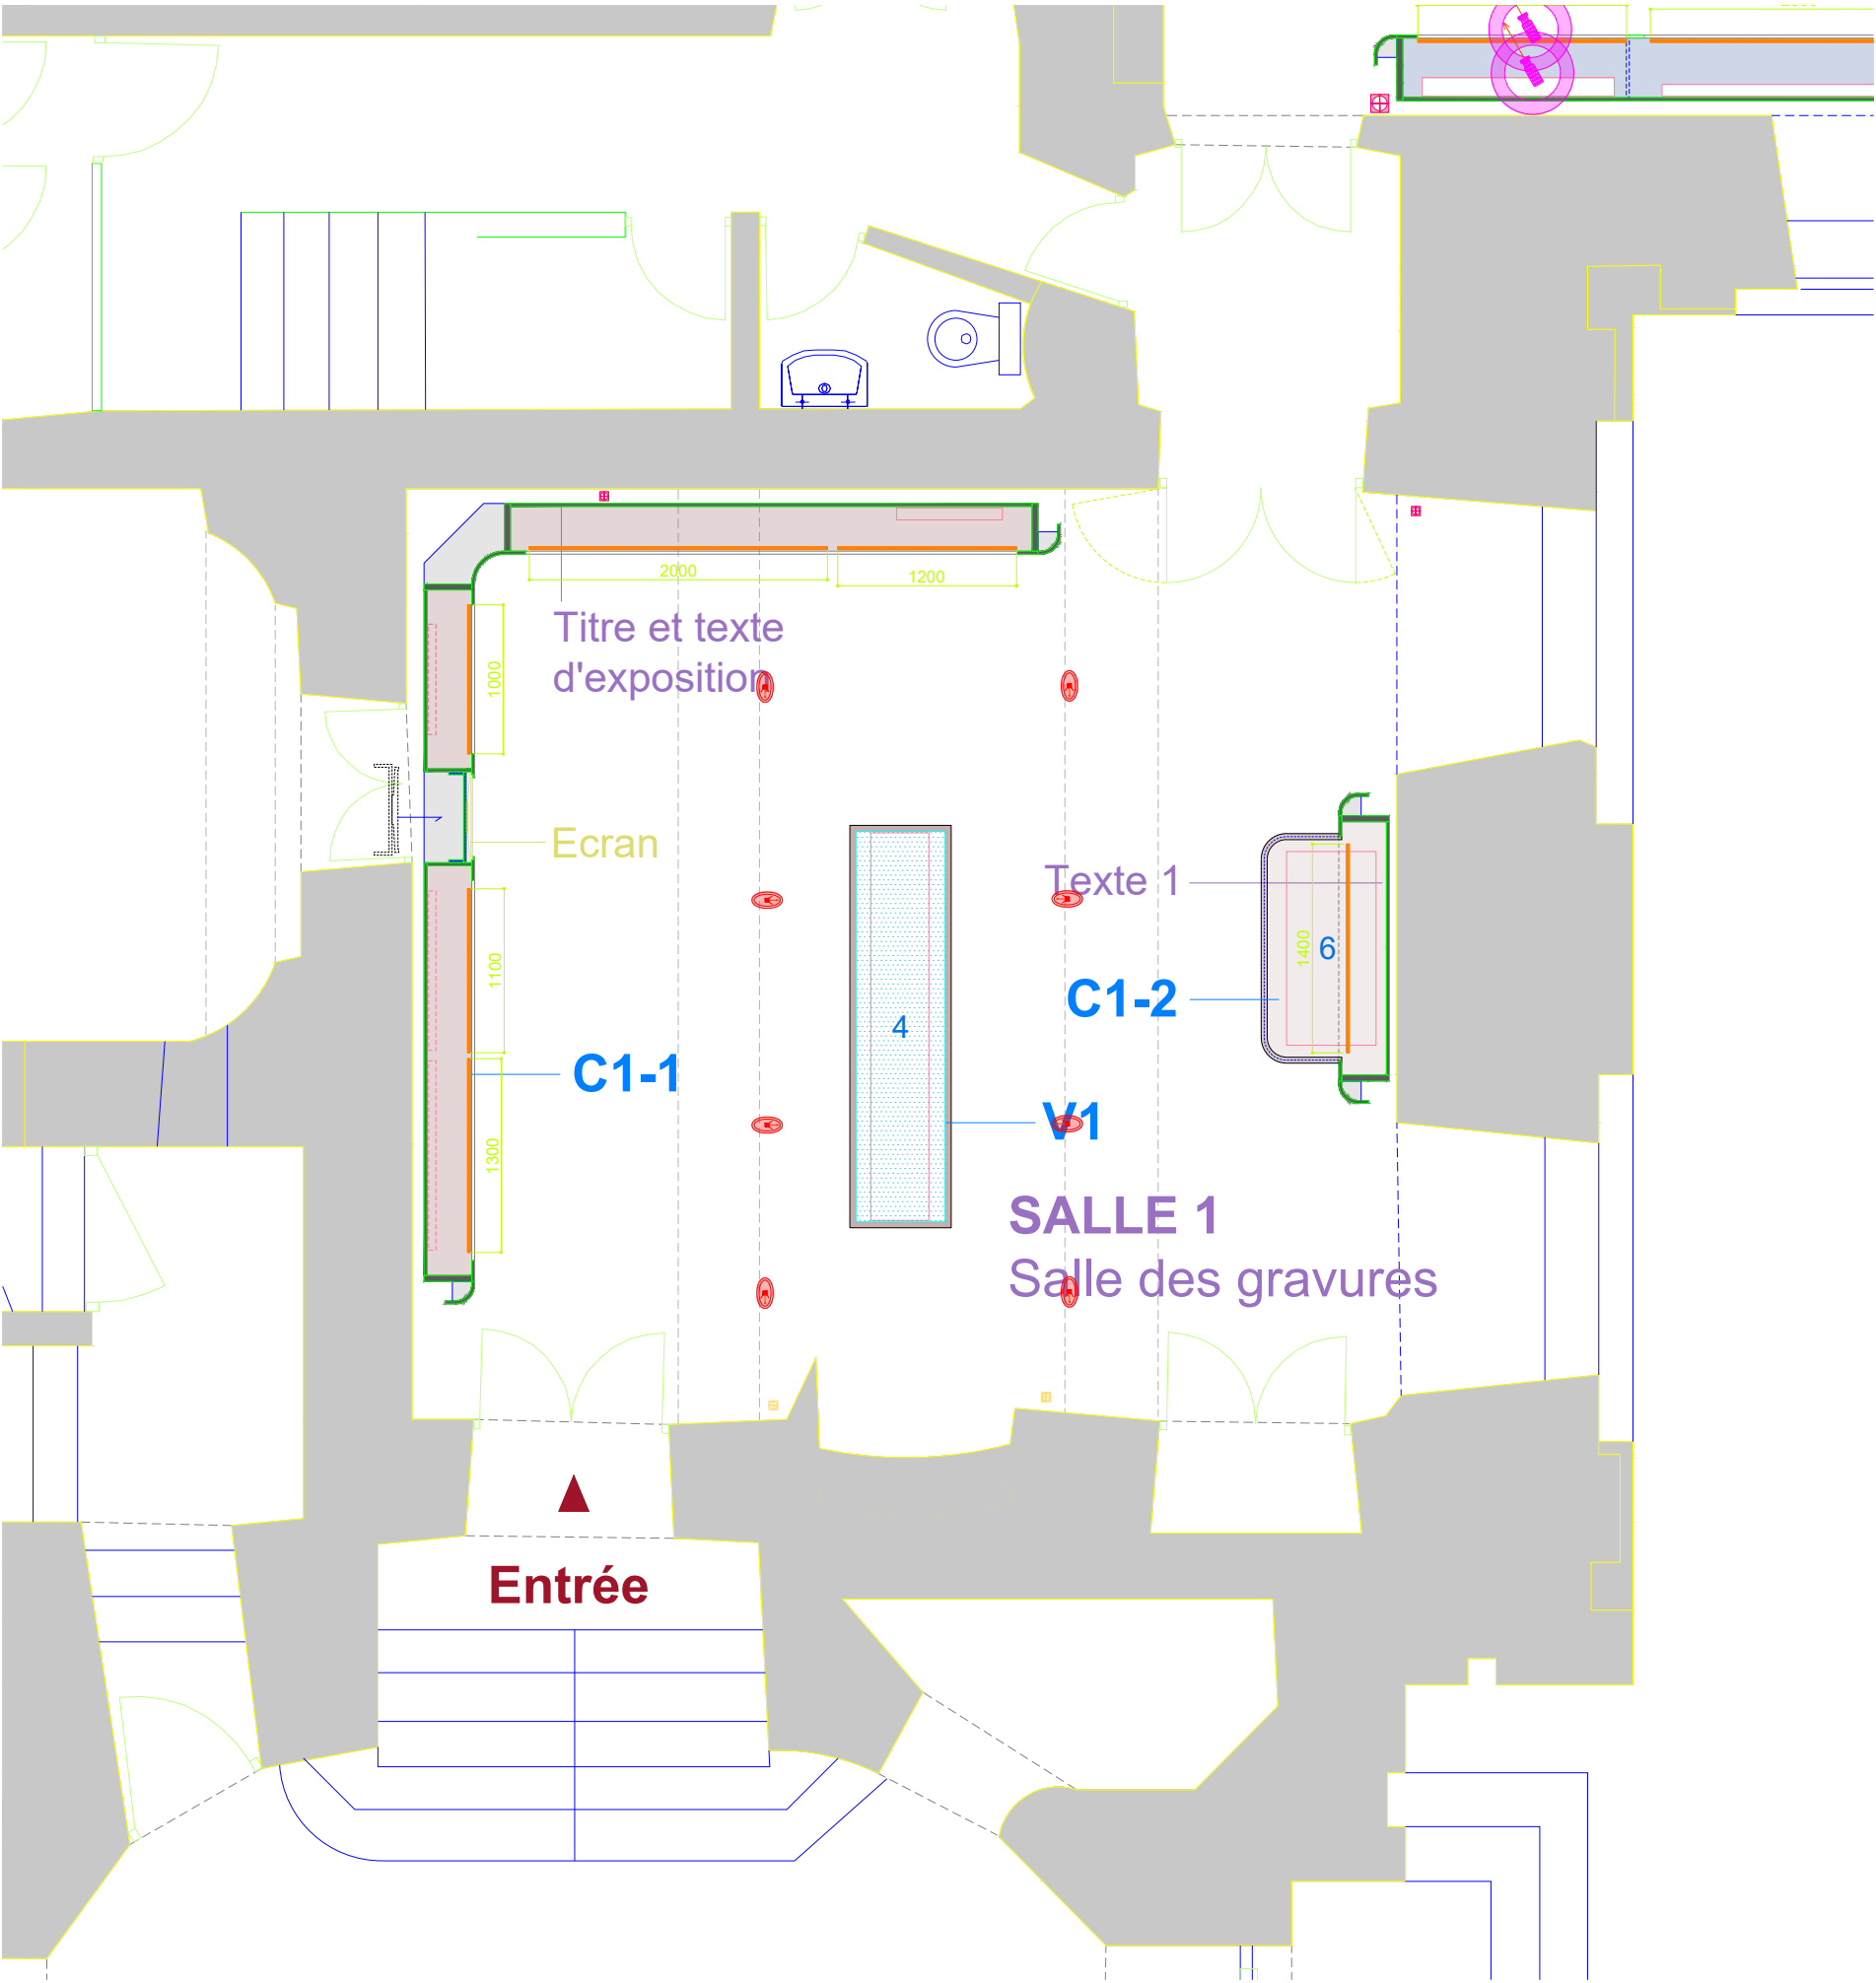 2000
1200
Titre et texte
d'exposition
1000
Ecran
Texte 1
6
1400
1100
C1-2
4
C1-1
V1
1300
SALLE 1
Salle des gravures
Entrée